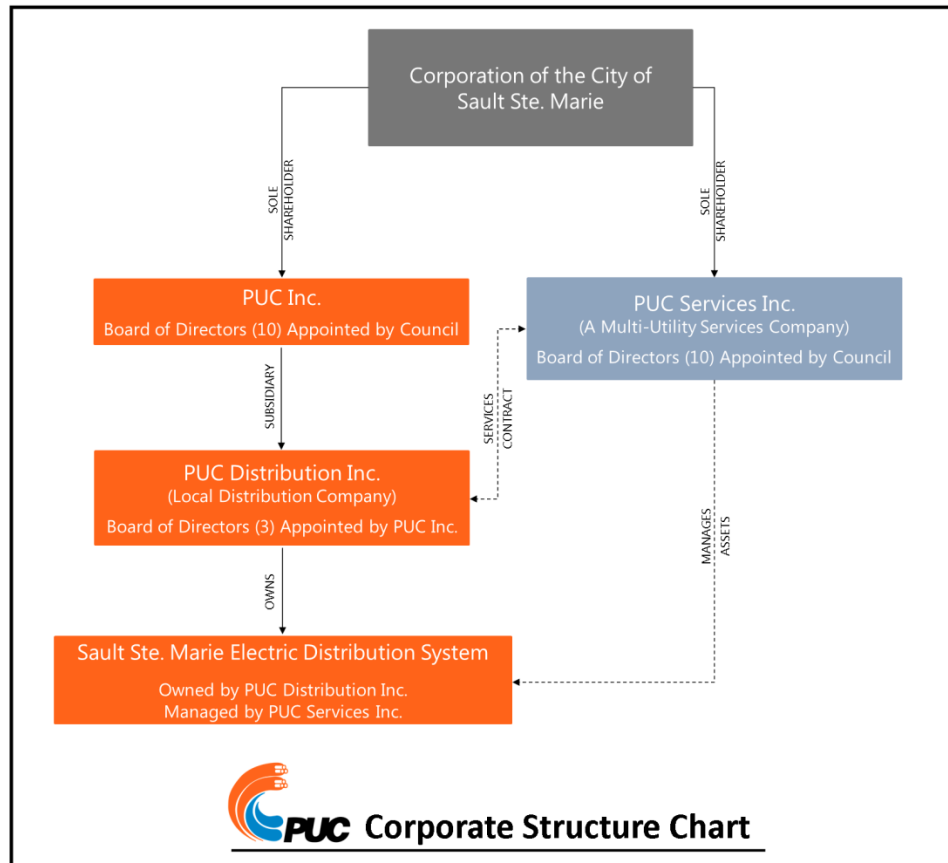 Corporation of the City of
Sault Ste. Marie
SOLE
SHAREHOLDER
SOLE
SHAREHOLDER
PUC Inc.
Board of Directors (10) Appointed by Council
PUC Services Inc.
(A Multi-Utility Services Company)
Board of Directors (10) Appointed by Council
SUBSIDIARY
SERVICES
CONTRACT
PUC Distribution Inc.
(Local Distribution Company)
Board of Directors (3) Appointed by PUC Inc.
MANAGES
ASSETS
OWNS
Sault Ste. Marie Electric Distribution System
Owned by PUC Distribution Inc.
Managed by PUC Services Inc.
PUC Corporate Structure Chart